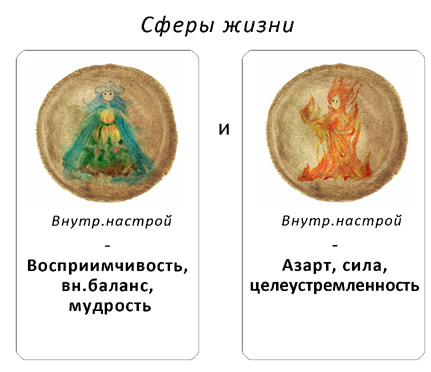 Сферы жизни
Внутр.настрой
-
Восприимчивость,
вн.баланс,
мудрость
и
Внутр.настрой
-
Азарт, сила,
целеустремленность